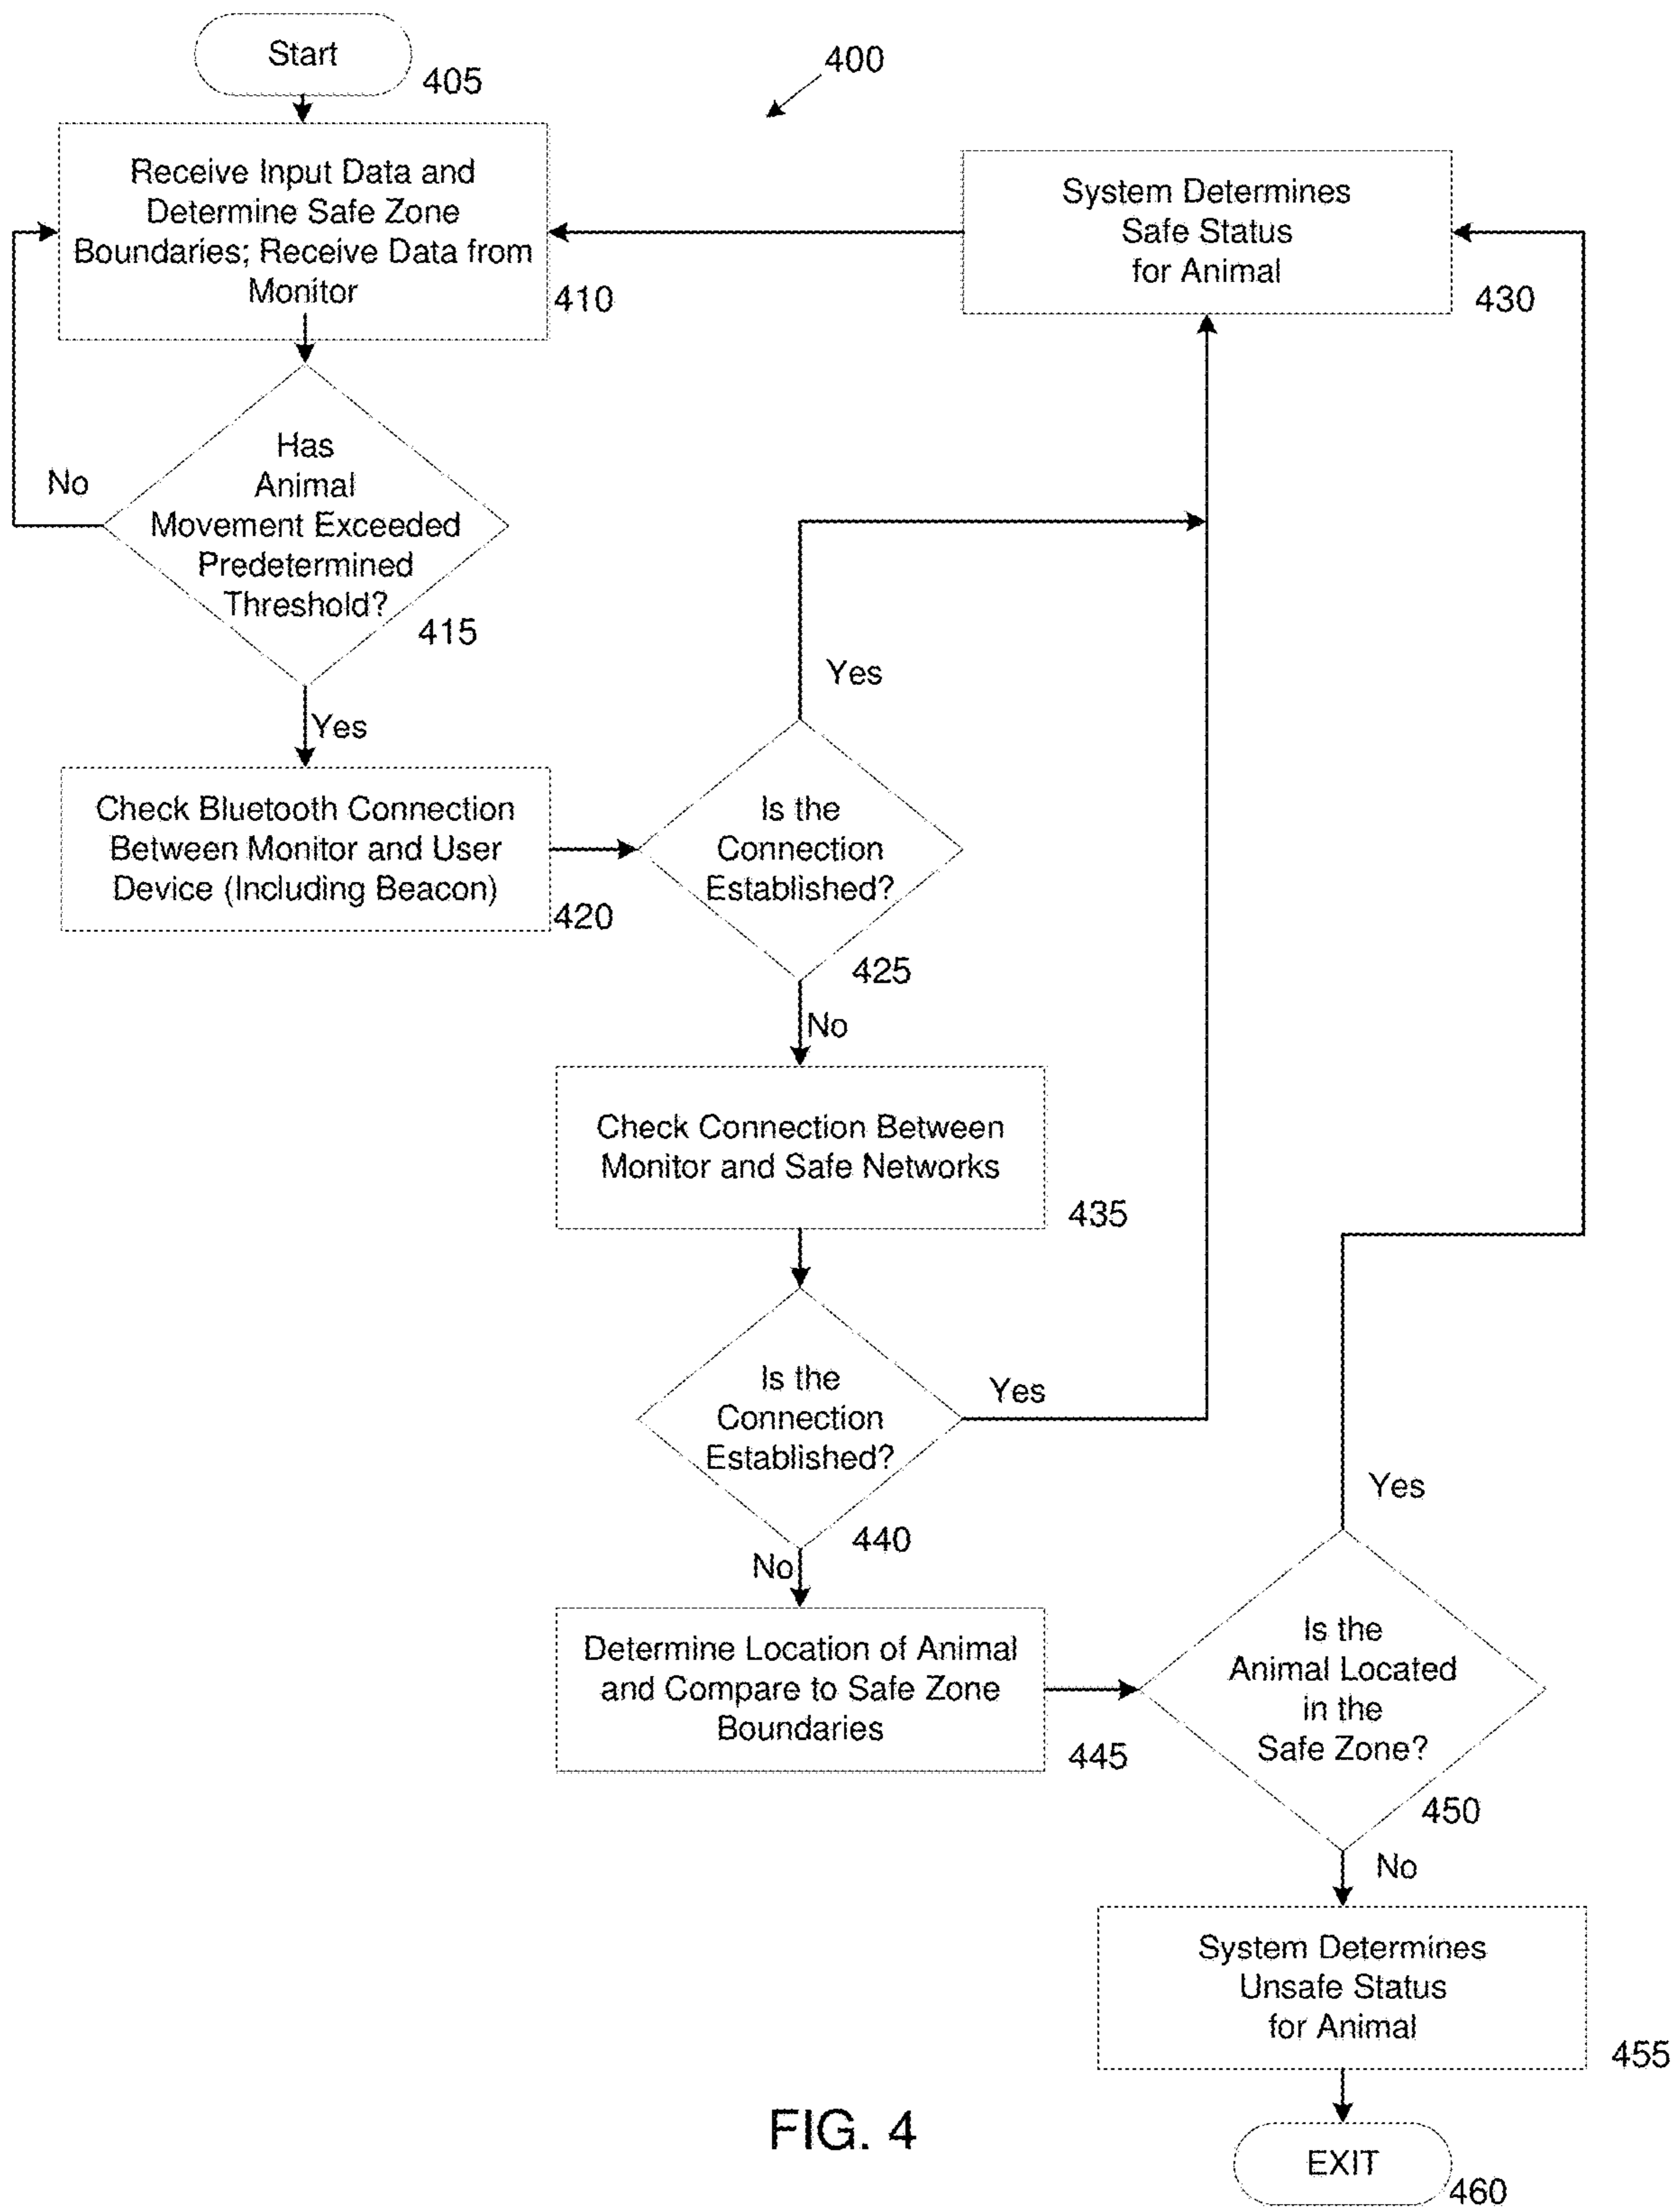 Start
405
400
Receive Input Data and
Determine Safe Zone
Boundaries; Receive Data from
Monitor
410
System Determines
Safe Status
for Animal
430
Has
Animal
Movement Exceeded
Predetermined
Threshold?
415
No
Yes
Check Bluetooth Connection
Between Monitor and User
Device (Including Beacon)
420
Is the
Connection
Established?
425
Yes
No
Check Connection Between
Monitor and Safe Networks
435
Is the
Connection
Established?
440
Yes
No
Determine Location of Animal
and Compare to Safe Zone
Boundaries
445
Is the
Animal Located
in the
Safe Zone?
450
Yes
No
System Determines
Unsafe Status
for Animal
455
EXIT
460
FIG. 4